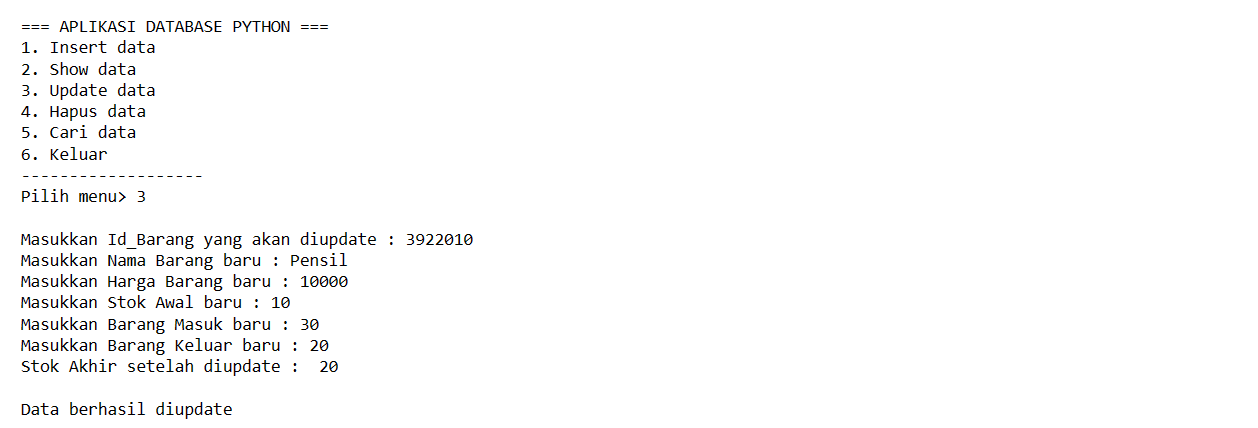 === APLIKASI DATABASE PYTHON ===
1. Insert data
2. Show data
3. Update data
4. Hapus data
5. Cari data
6. Keluar
-------------------
Pilih menu> 3
Masukkan Id_Barang yang akan diupdate : 3922010
Masukkan Nama Barang baru : Pensil
Masukkan Harga Barang baru : 10000
Masukkan Stok Awal baru : 10
Masukkan Barang Masuk baru : 30
Masukkan Barang Keluar baru : 20
Stok Akhir setelah diupdate :  20
Data berhasil diupdate